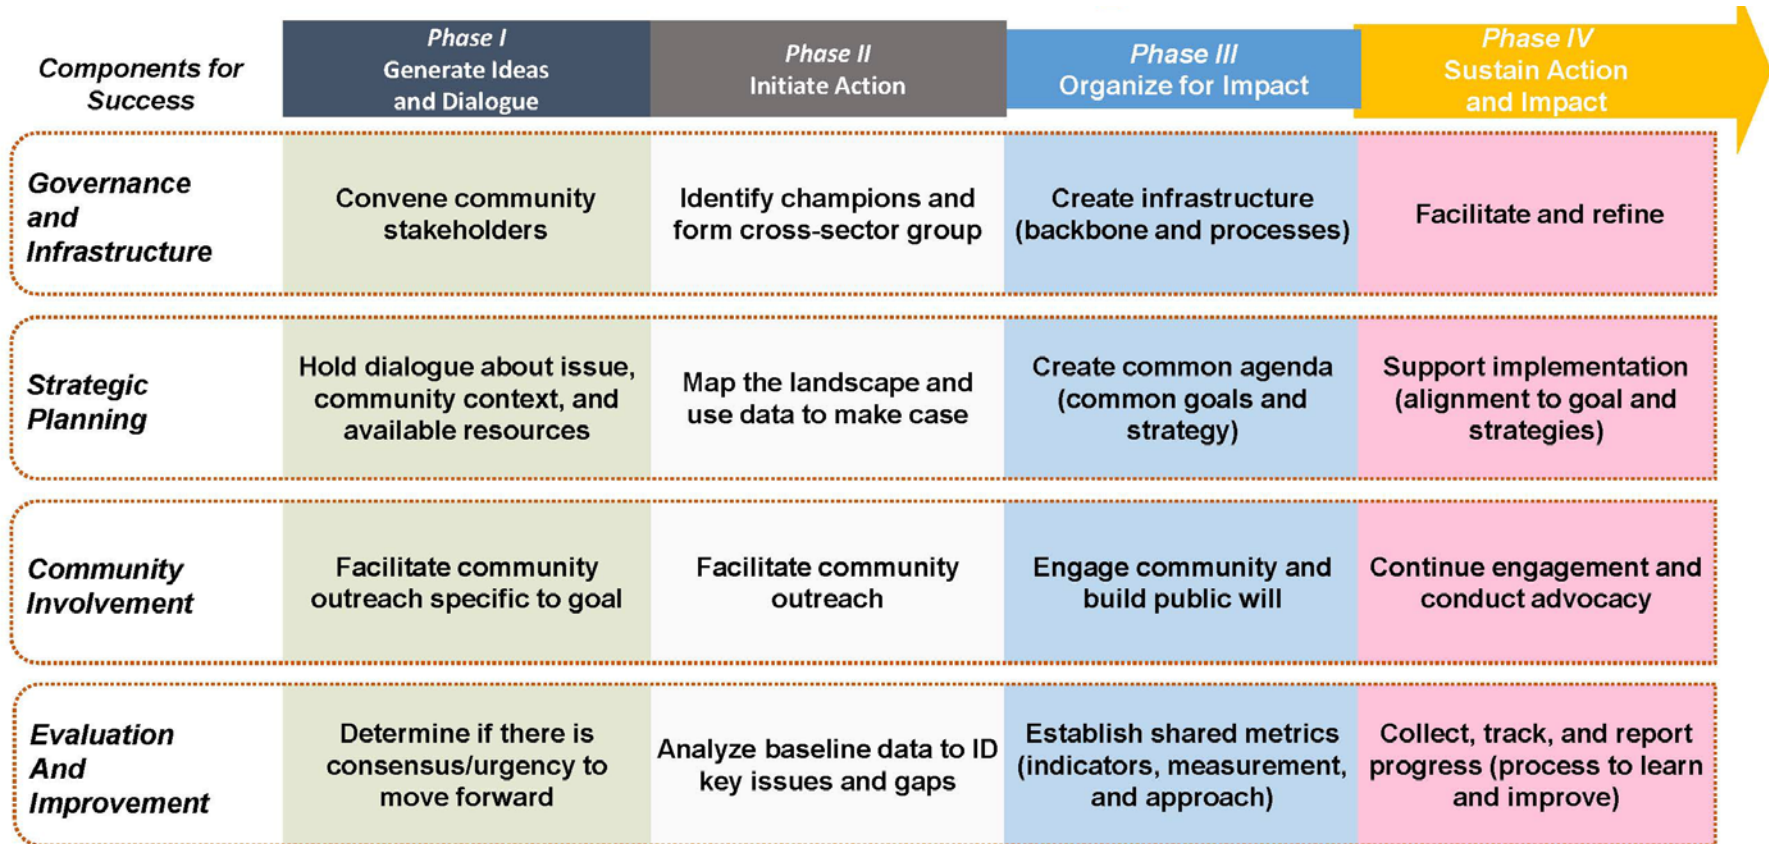 Components for
Success
Phase I
Generate Ideas
and Dialogue
Phase II
Initiate Action
Phase III
Organize for Impact
Phase IV
Sustain Action
and Impact
Governance
and
Infrastructure
Convene community
stakeholders
Identify champions and
form cross-sector group
Create infrastructure
(backbone and processes)
Facilitate and refine
Strategic
Planning
Hold dialogue about issue,
community context, and
available resources
Map the landscape and
use data to make case
Create common agenda
(common goals and
strategy)
Support implementation
(alignment to goal and
strategies)
Community
Involvement
Facilitate community
outreach specific to goal
Facilitate community
outreach
Engage community and
build public will
Continue engagement and
conduct advocacy
Evaluation
And
Improvement
Determine if there is
consensus/urgency to
move forward
Analyze baseline data to ID
key issues and gaps
Establish shared metrics
(indicators, measurement,
and approach)
Collect, track, and report
progress (process to learn
and improve)